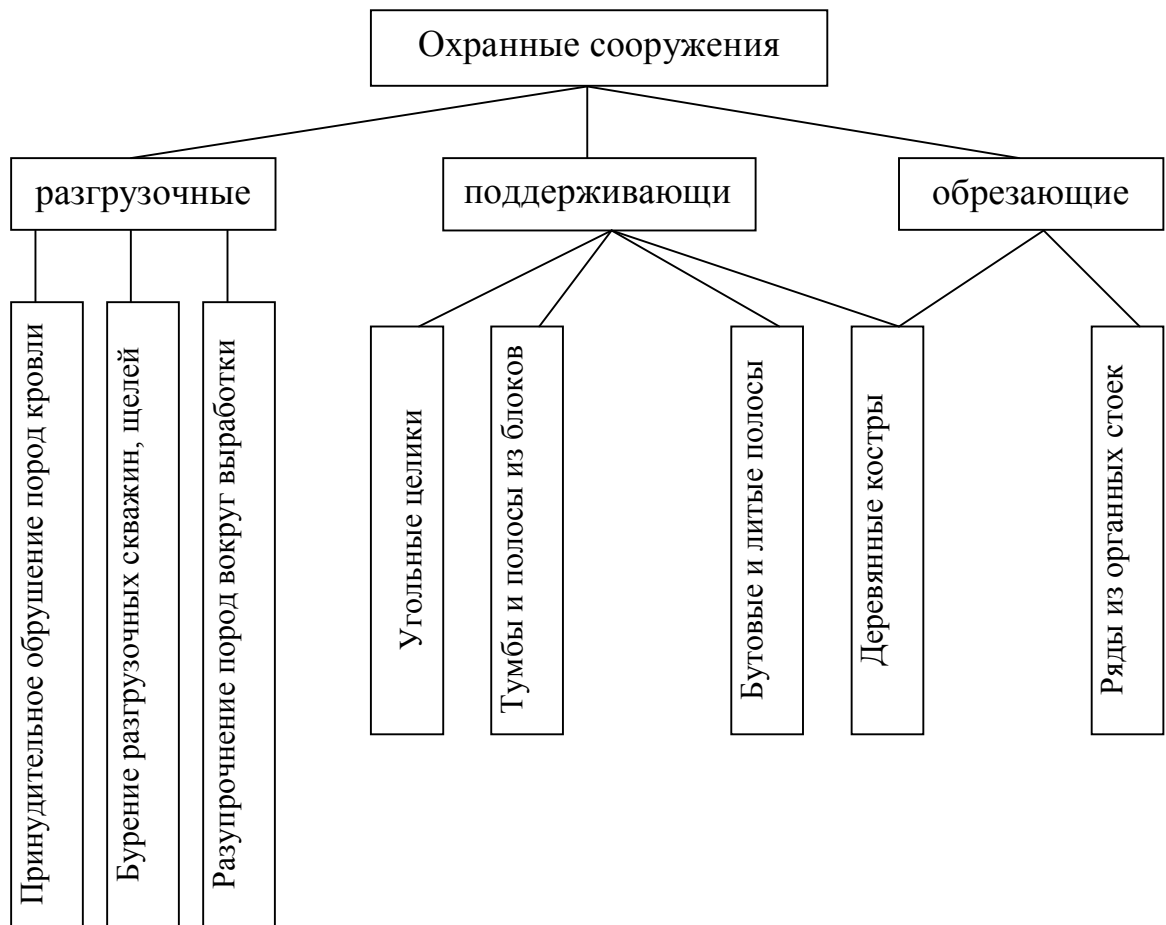 Охранные сооружения
разгрузочные
поддерживающи
обрезающие
Принудительное обрушение пород кровли
Бурение разгрузочных скважин, щелей
Разупрочнение пород вокруг выработки
Угольные целики
Тумбы и полосы из блоков
Бутовые и литые полосы
Деревянные костры
Ряды из органных стоек